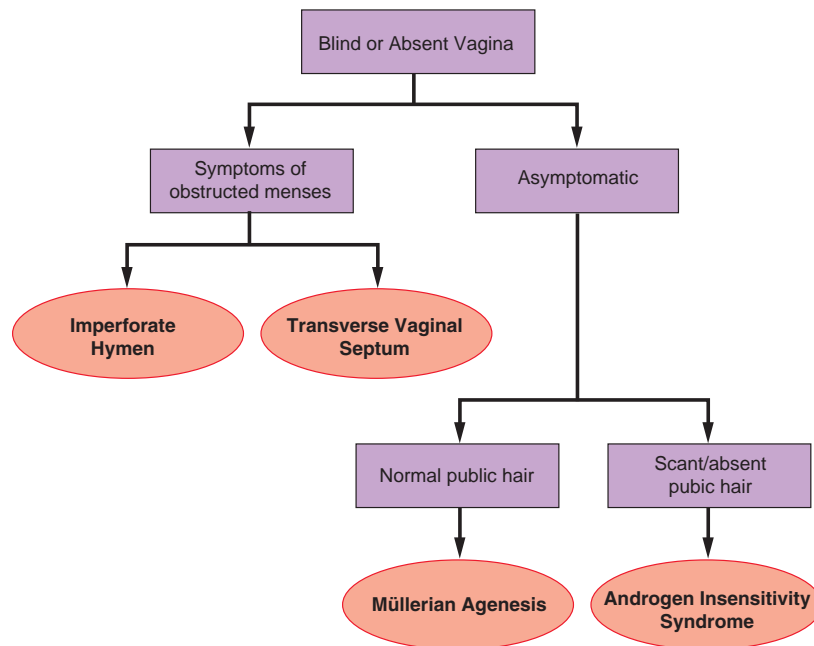 Blind or Absent Vagina
Symptoms of
obstructed menses
Asymptomatic
Imperforate
Hymen
Transverse Vaginal
Septum
Normal public hair
Scant/absent
pubic hair
Müllerian Agenesis
Androgen Insensitivity
Syndrome